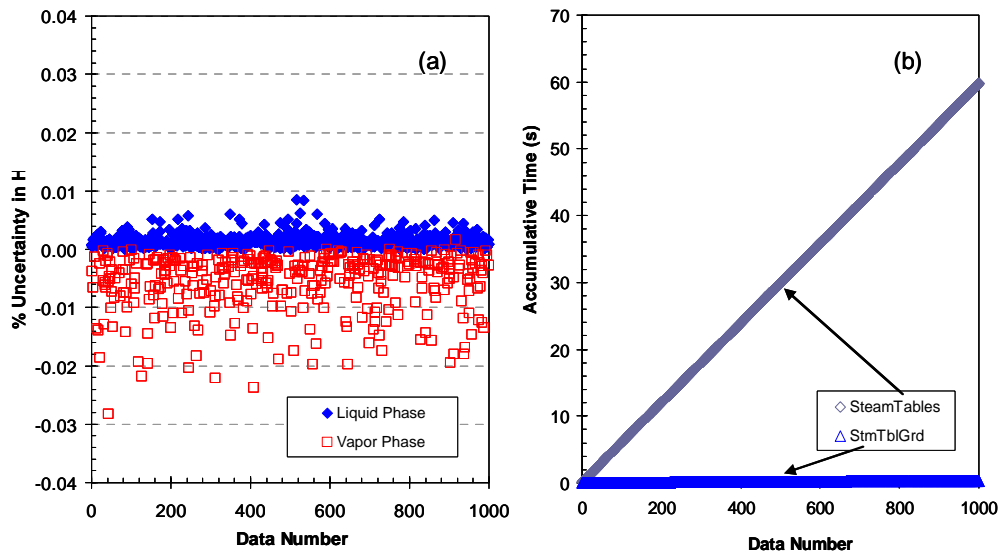 (a)
% Uncertainty in H
0.04
0.03
0.02
0.01
0.00
-0.01
-0.02
-0.03
-0.04
Liquid Phase
Vapor Phase
0
200
400
600
800
1000
Data Number
(b)
Accumulative Time (s)
70
60
50
40
30
20
10
0
SteamTables
StmTblGrd
0
200
400
600
800
1000
Data Number